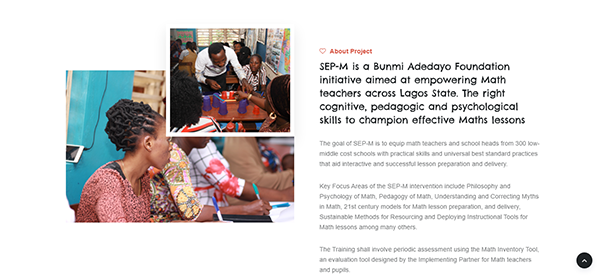 About Project
SEP-M is a Bunmi Adedayo Foundation
initiative aimed at empowering Math
teachers across Lagos State. The right
cognitive, pedagogic and psychological
skills to champion effective Maths lessons
The goal of SEP-M is to equip math teachers and school heads from 300 low-
middle cost schools with practical skills and universal best standard practices
that aid interactive and successful lesson preparation and delivery.
Key Focus Areas of the SEP-M intervention include Philosophy and
Psychology of Math, Pedagogy of Math, Understanding and Correcting Myths
in Math, 21st century models for Math lesson preparation, and delivery,
Sustainable Methods for Resourcing and Deploying Instructional Tools for
Math lessons among many others.
The Training shall involve periodic assessment using the Math Inventory Tool,
an evaluation tool designed by the Implementing Partner for Math teachers
and pupils.